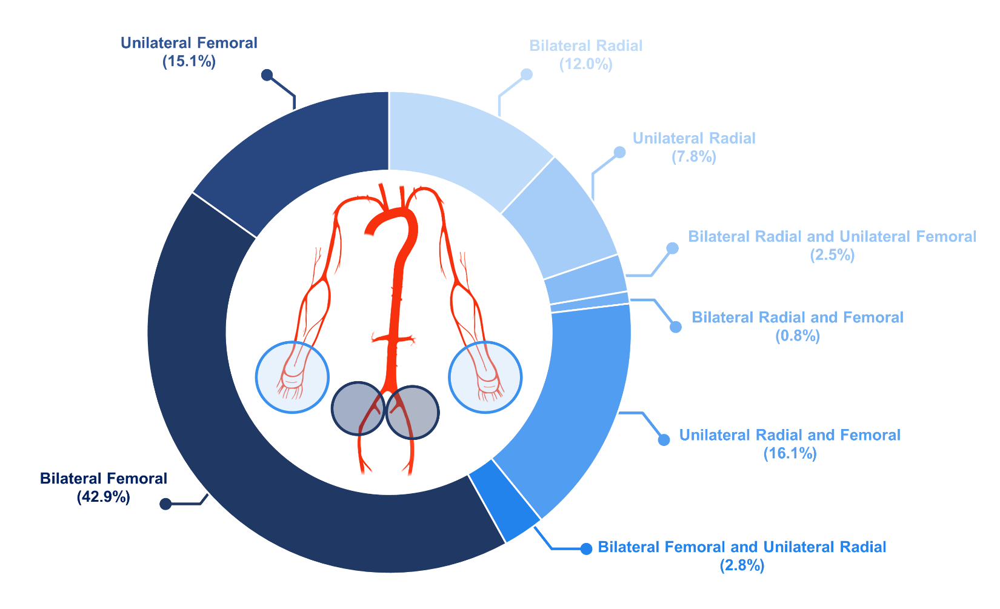 Unilateral Femoral
(15.1%)
Bilateral Radial
(12.0%)
Unilateral Radial
(7.8%)
Bilateral Radial and Unilateral Femoral
(2.5%)
Bilateral Radial and Femoral
(0.8%)
Unilateral Radial and Femoral
(16.1%)
Bilateral Femoral
(42.9%)
Bilateral Femoral and Unilateral Radial
(2.8%)